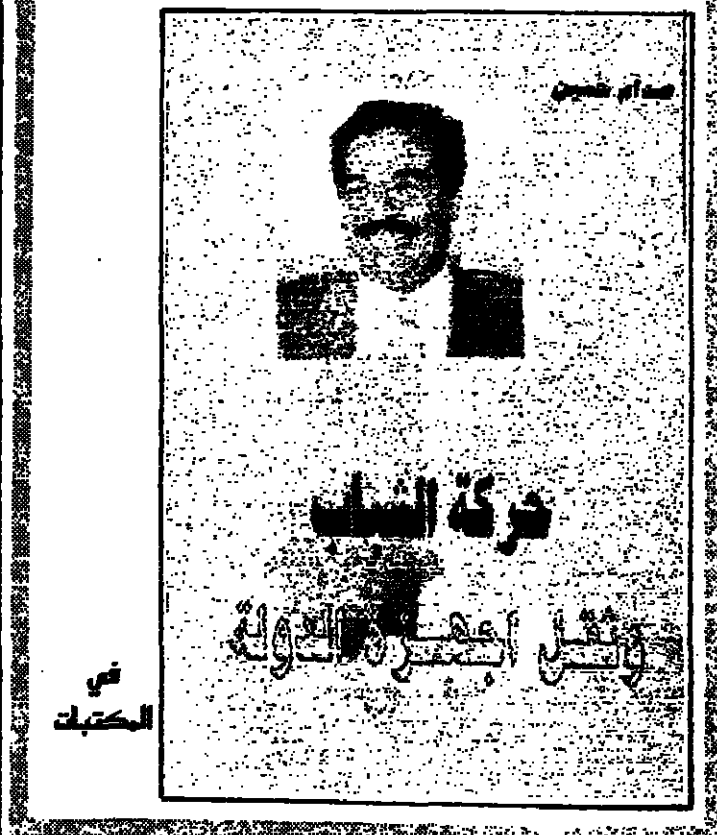 صدام حسين
حركة الشباب
وثقل أجهزة الدولة
في
المكتبات